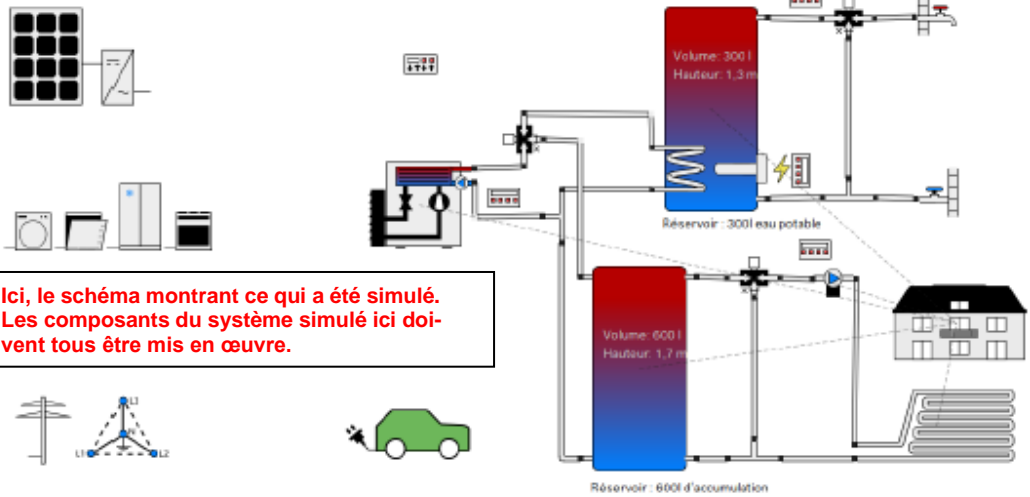 Volume: 300 l
Hauteur: 1,3 m
Réservoir : 300l eau potable
Ici, le schéma montrant ce qui a été simulé.
Les composants du système simulé ici doi-
vent tous être mis en œuvre.
Volume: 600 l
Hauteur: 1,7 m
L3
N
L1
L2
Réservoir : 600l d'accumulation